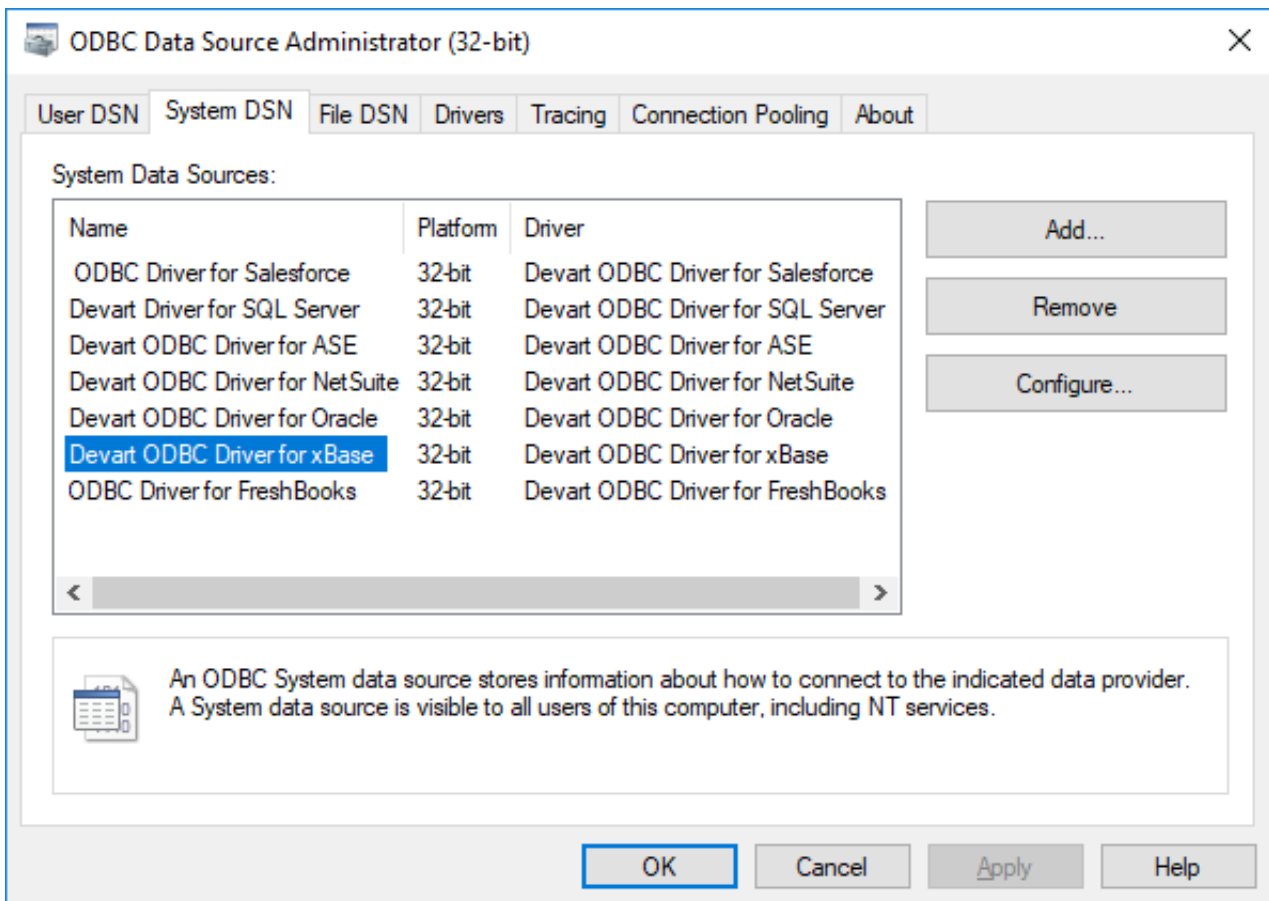 ODBC Data Source Administrator (32-bit)
User DSN System DSN File DSN Drivers Tracing Connection Pooling About
System Data Sources:
Name Platform Driver
ODBC Driver for Salesforce 32-bit Devart ODBC Driver for Salesforce
Devart Driver for SQL Server 32-bit Devart ODBC Driver for SQL Server
Devart ODBC Driver for ASE 32-bit Devart ODBC Driver for ASE
Devart ODBC Driver for NetSuite 32-bit Devart ODBC Driver for NetSuite
Devart ODBC Driver for Oracle 32-bit Devart ODBC Driver for Oracle
Devart ODBC Driver for xBase 32-bit Devart ODBC Driver for xBase
ODBC Driver for FreshBooks 32-bit Devart ODBC Driver for FreshBooks
Add...
Remove
Configure...
An ODBC System data source stores information about how to connect to the indicated data provider.
A System data source is visible to all users of this computer, including NT services.
OK Cancel Apply Help